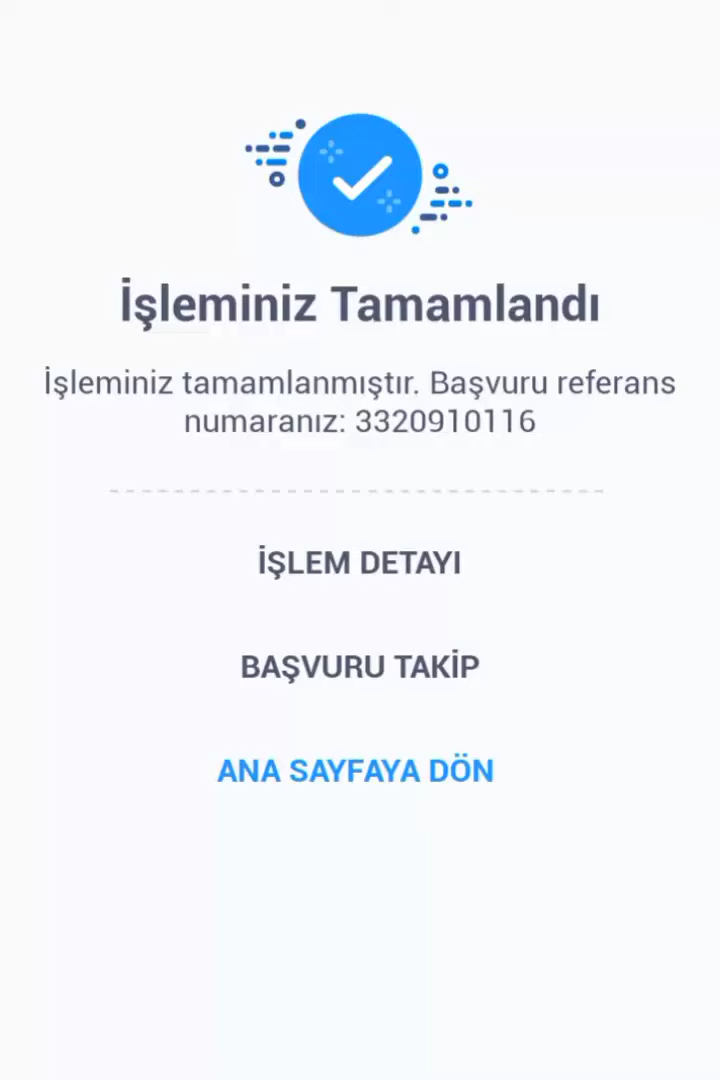 İşleminiz Tamamlandı
İşleminiz tamamlanmıştır. Başvuru referans
numaranız: 3320910116
İŞLEM DETAYI
BAŞVURU TAKİP
ANA SAYFAYA DÖN